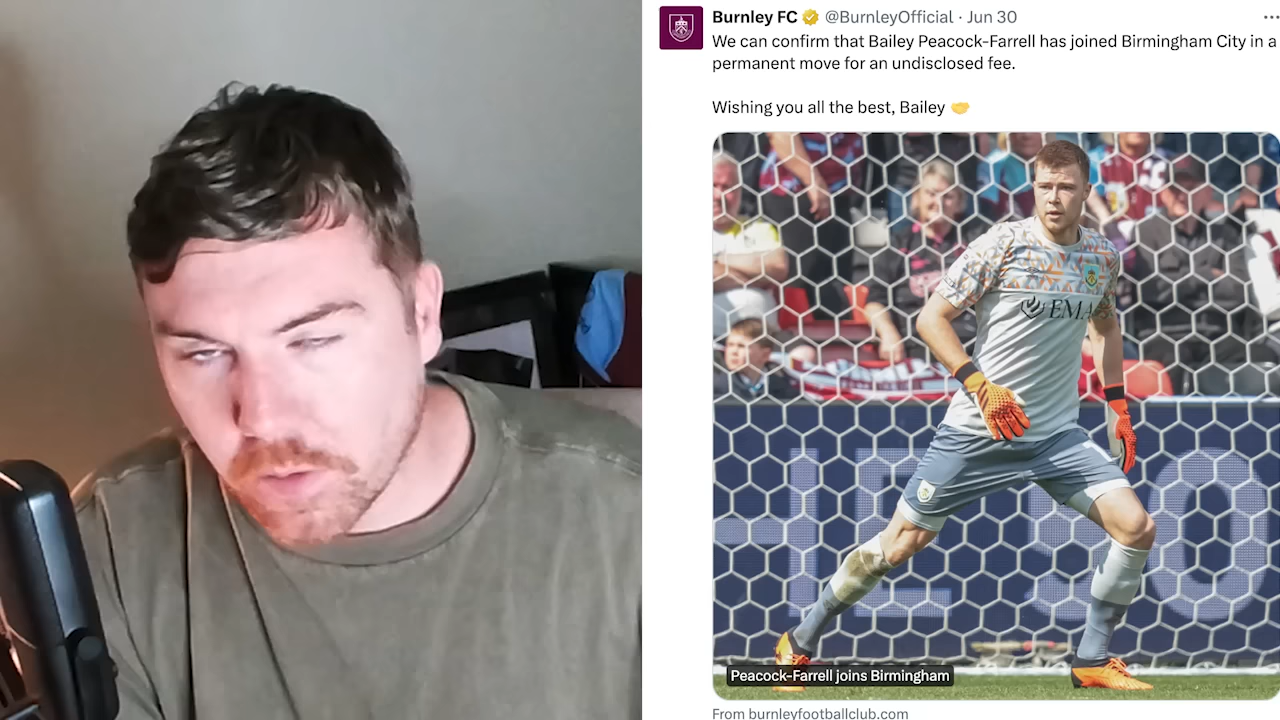 Burnley FC @BurnleyOfficial · Jun 30
We can confirm that Bailey Peacock-Farrell has joined Birmingham City in a
permanent move for an undisclosed fee.
Wishing you all the best, Bailey 🤝
EMA
Peacock-Farrell joins Birmingham
From burnleyfootballclub.com